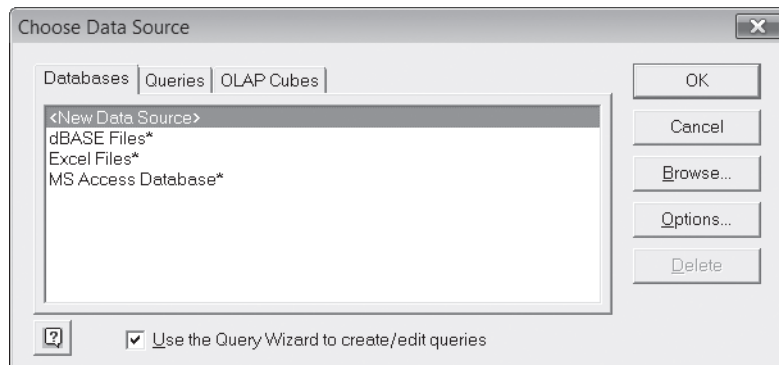 Choose Data Source
Databases
Queries
OLAP Cubes
<New Data Source>
dBASE Files*
Excel Files*
MS Access Database*
OK
Cancel
Browse...
Options...
Delete
?
Use the Query Wizard to create/edit queries